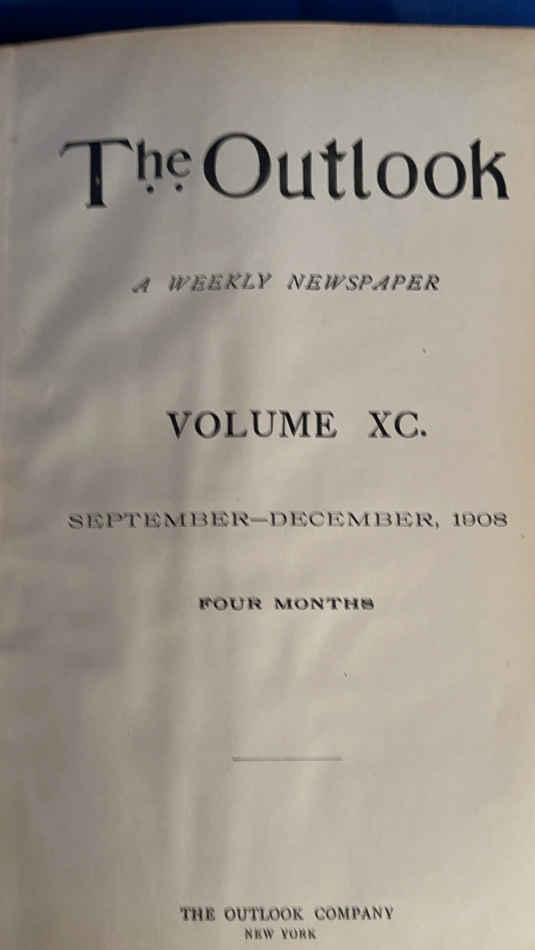 The Outlook
A WEEKLY NEWSPAPER
VOLUME XC.
SEPTEMBER–DECEMBER, 1908
FOUR MONTHS
THE OUTLOOK COMPANY
NEW YORK